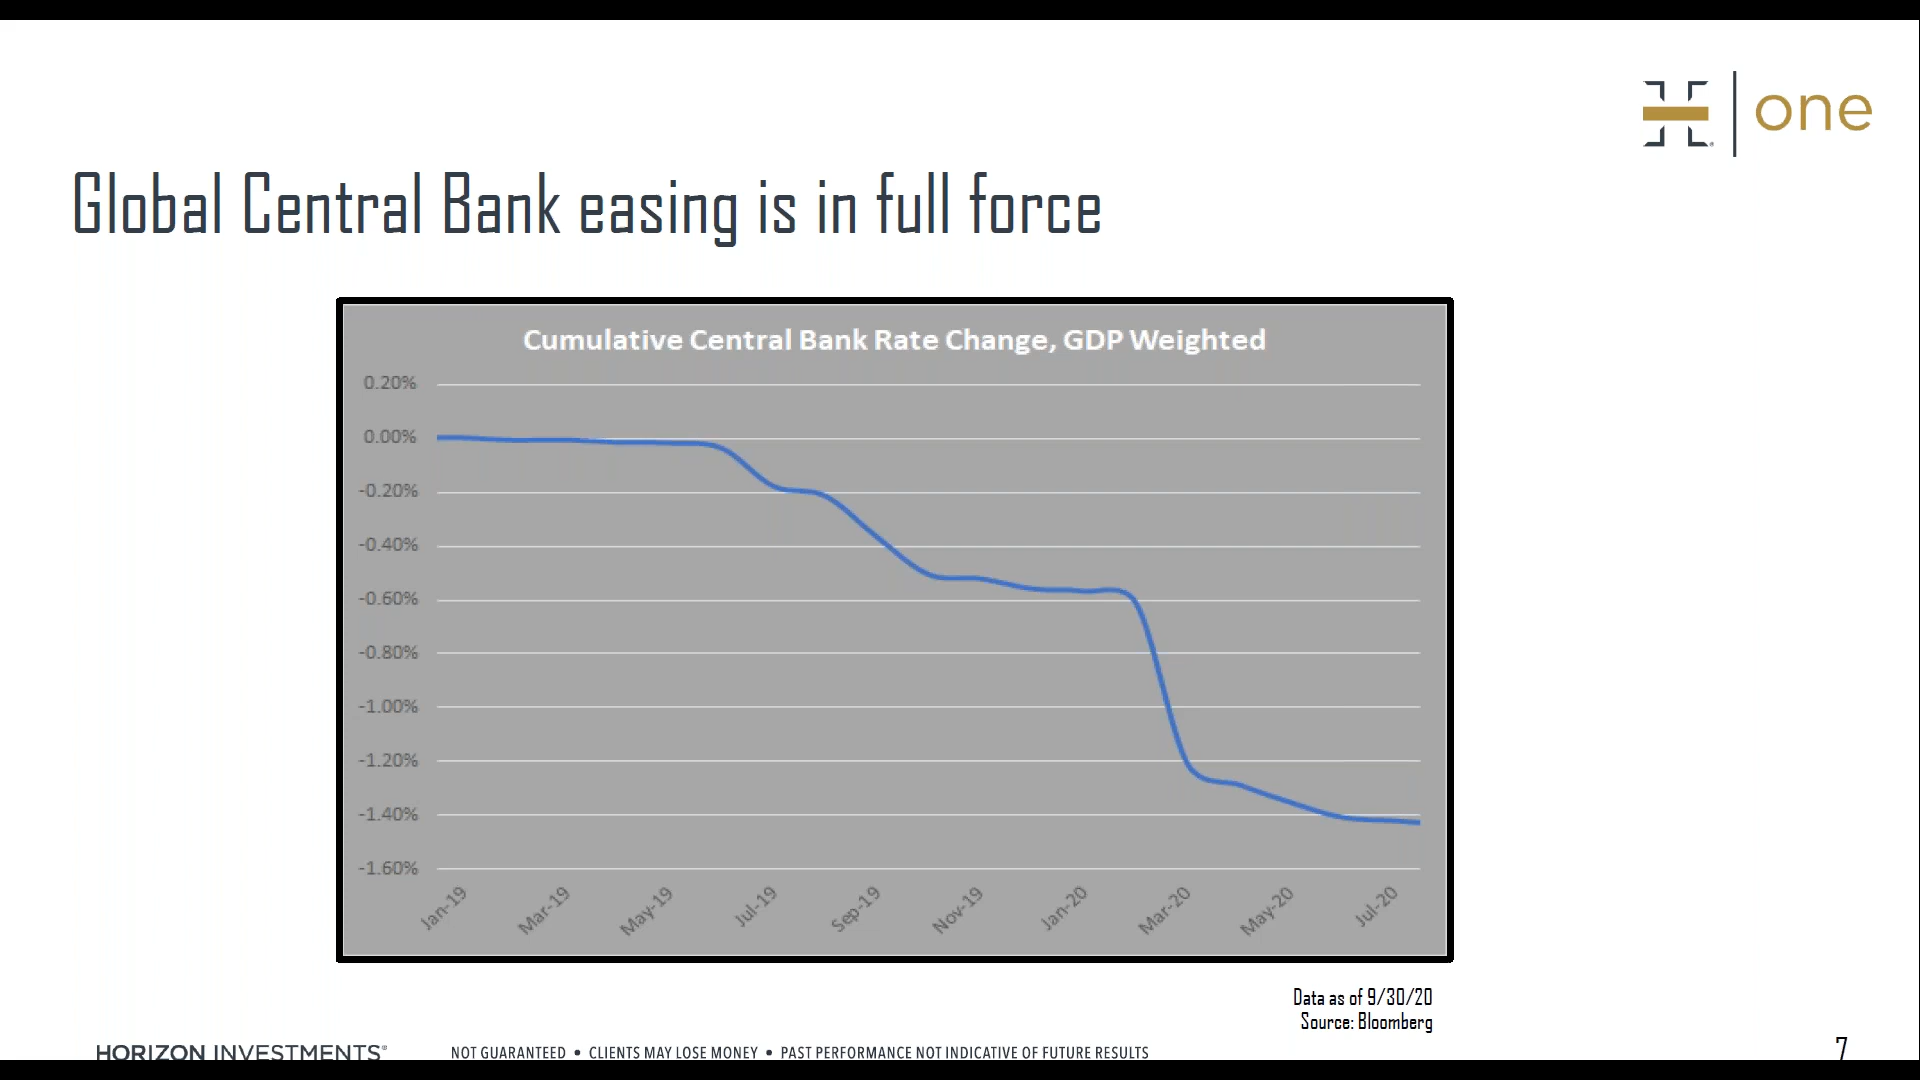 one
Global Central Bank easing is in full force
Cumulative Central Bank Rate Change, GDP Weighted
0.20%
0.00%
-0.20%
-0.40%
-0.60%
-0.80%
-1.00%
-1.20%
-1.40%
-1.60%
Jan-19 Mar-19 May-19 Jul-19 Sep-19 Nov-19 Jan-20 Mar-20 May-20 Jul-20
Data as of 9/30/20
Source: Bloomberg
HORIZON INVESTMENTS® NOT GUARANTEED • CLIENTS MAY LOSE MONEY • PAST PERFORMANCE NOT INDICATIVE OF FUTURE RESULTS 7